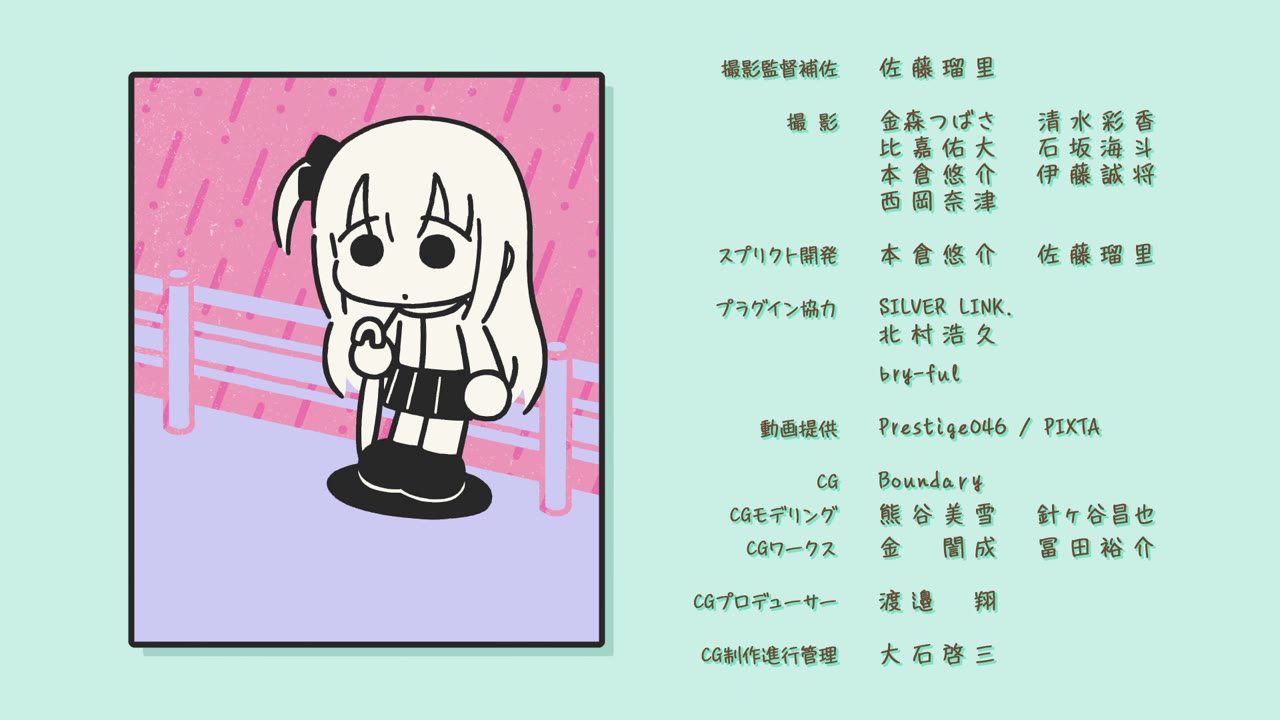 撮影監督補佐 佐藤瑠里
撮影 金森つばさ 清水彩香
比嘉佑大 石坂海斗
本倉悠介 伊藤誠将
西岡奈津
スプリクト開発 本倉悠介 佐藤瑠里
プラグイン協力 SILVER LINK.
北村浩久
bry-ful
動画提供 Prestige046 / PIXTA
CG Boundary
CGモデリング 熊谷美雪 針ヶ谷昌也
CGワークス 金 誾成 冨田裕介
CGプロデューサー 渡邉 翔
CG制作進行管理 大石啓三